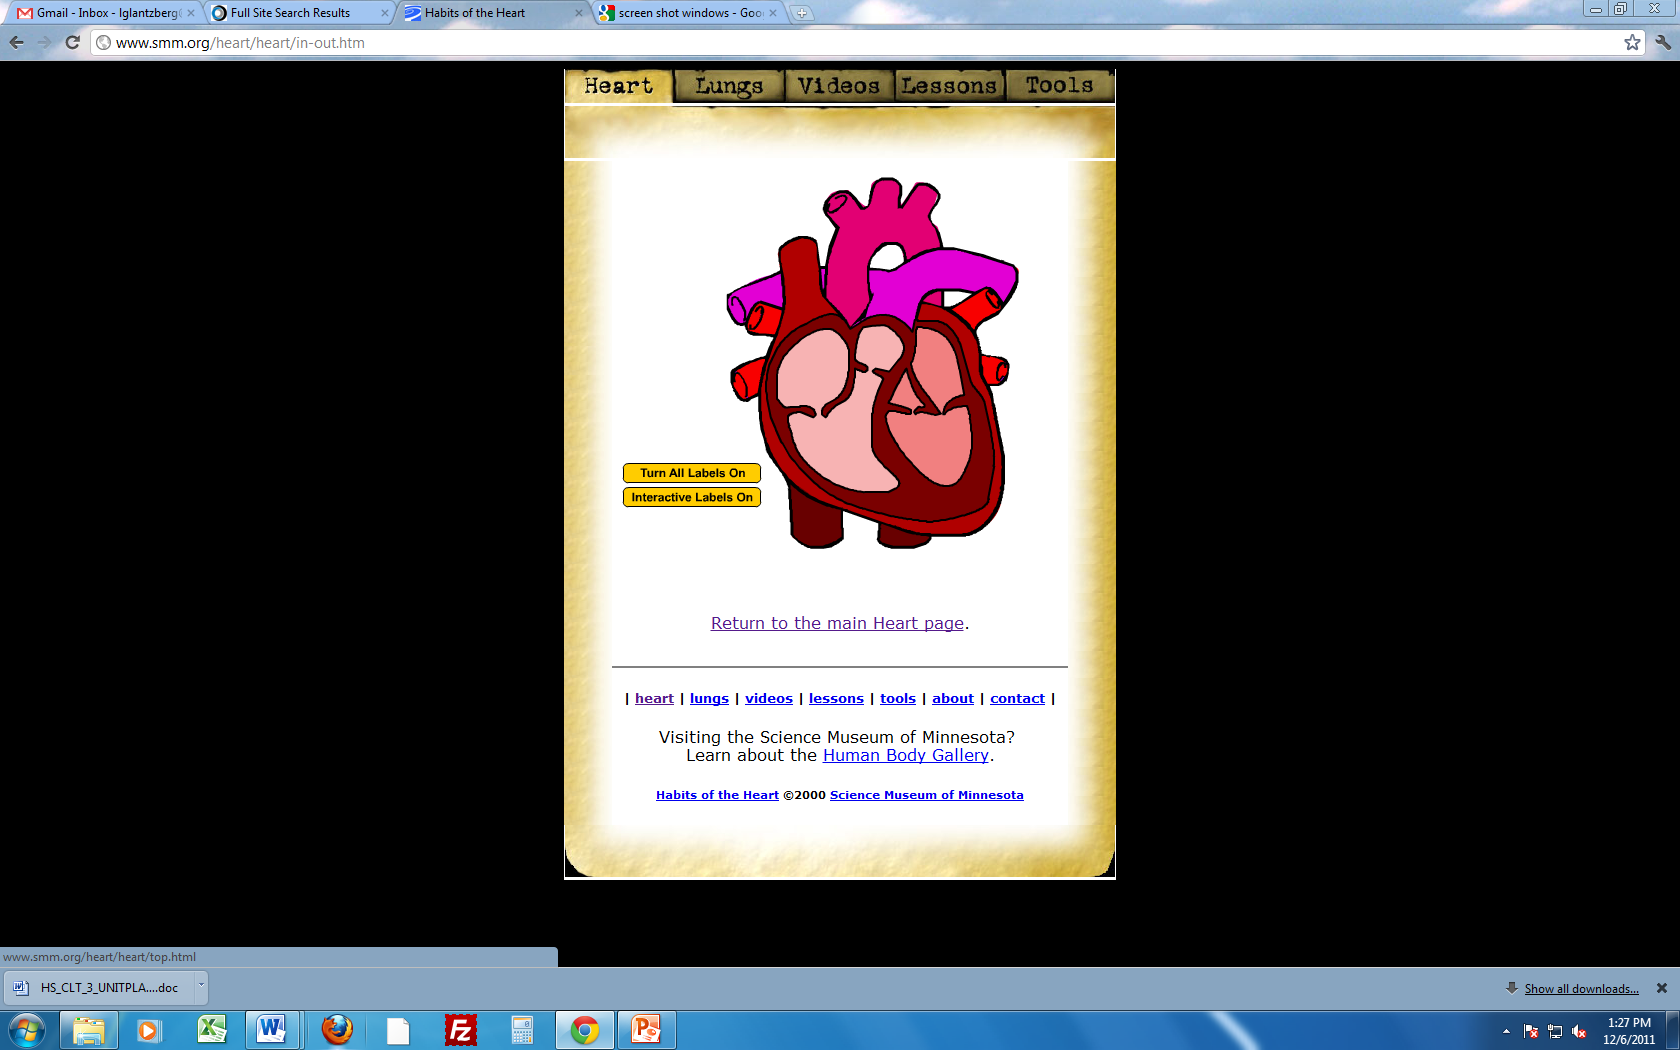 Gmail - Inbox - lglantzberg@
Full Site Search Results
Habits of the Heart
screen shot windows - Goo
www.smm.org/heart/heart/in-out.htm
Heart
Lungs
Videos
Lessons
Tools
Turn All Labels On
Interactive Labels On
Return to the main Heart page.
| heart | lungs | videos | lessons | tools | about | contact |
Visiting the Science Museum of Minnesota?
Learn about the Human Body Gallery.
Habits of the Heart ©2000 Science Museum of Minnesota
www.smm.org/heart/heart/top.html
HS_CLT_3_UNITPLA....doc
Show all downloads...
1:27 PM
12/6/2011